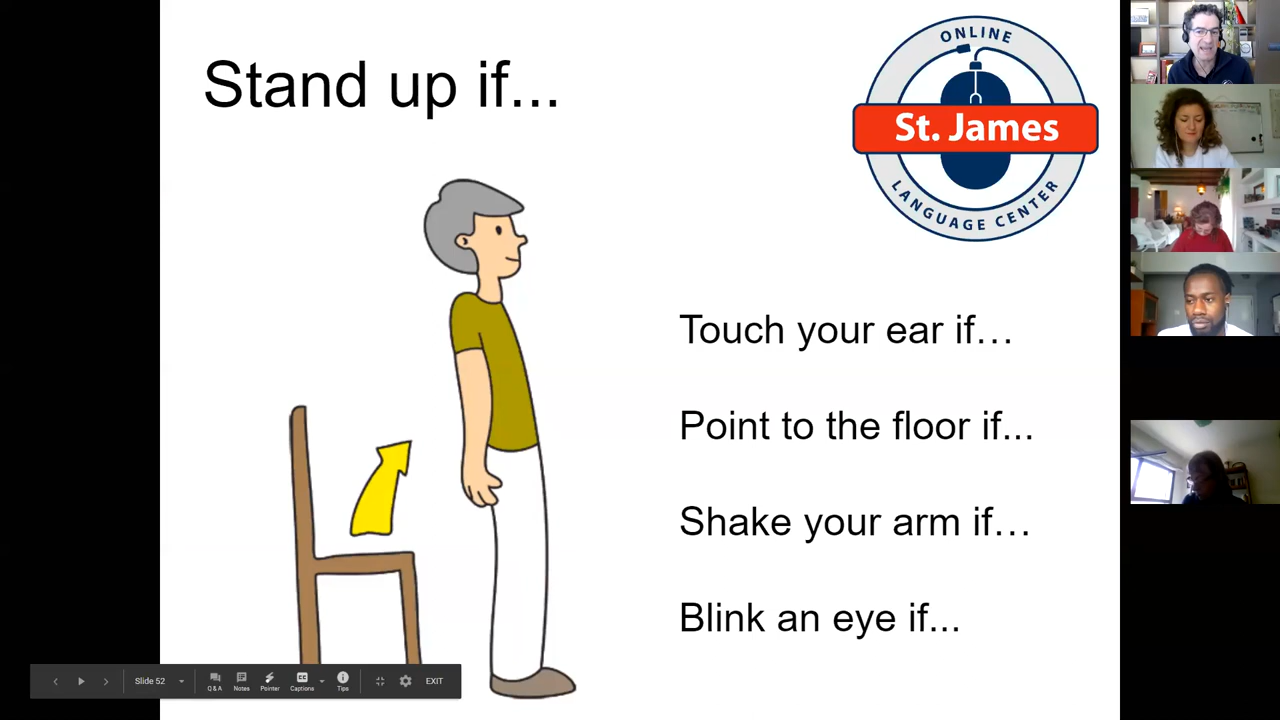 Stand up if...
ONLINE
St. James
LANGUAGE CENTER
Touch your ear if…
Point to the floor if...
Shake your arm if…
Blink an eye if...
Slide 52
Q & A
Notes
Pointer
Captions
Tips
EXIT